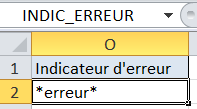 INDIC_ERREUR
O
1 Indicateur d'erreur
2 *erreur*